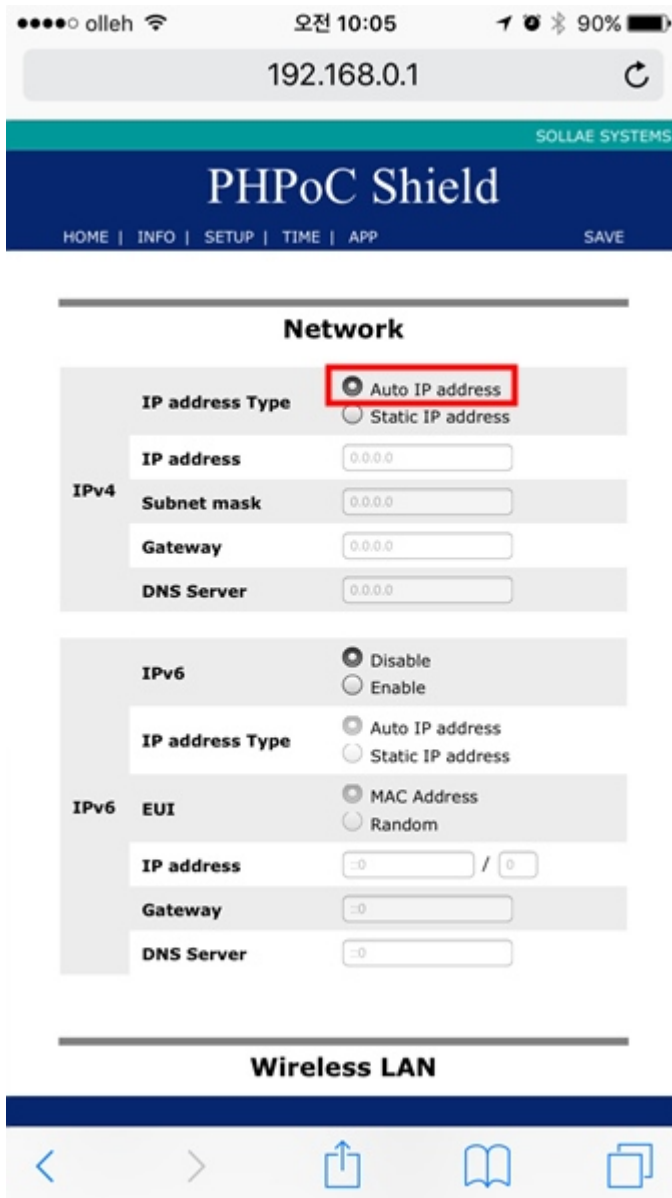 olleh 오전 10:05 90%
192.168.0.1
SOLLAE SYSTEMS
PHPoC Shield
HOME | INFO | SETUP | TIME | APP SAVE
Network
IPv4
IP address Type
Auto IP address
Static IP address
IP address 0.0.0.0
Subnet mask 0.0.0.0
Gateway 0.0.0.0
DNS Server 0.0.0.0
IPv6
IPv6
Disable
Enable
IP address Type
Auto IP address
Static IP address
EUI
MAC Address
Random
IP address ::0 / 0
Gateway ::0
DNS Server ::0
Wireless LAN